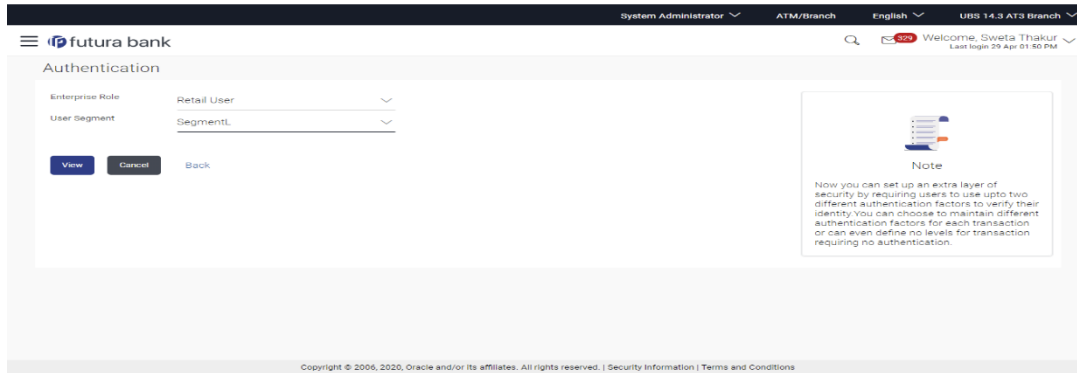 System Administrator ATM/Branch English UBS 14.3 AT3 Branch
futura bank 329 Welcome, Sweta Thakur
Last login 29 Apr 01:50 PM
Authentication
Enterprise Role Retail User
User Segment SegmentL
View Cancel Back
Note
Now you can set up an extra layer of
security by requiring users to use upto two
different authentication factors to verify their
identity.You can choose to maintain different
authentication factors for each transaction
or can even define no levels for transaction
requiring no authentication.
Copyright © 2006, 2020, Oracle and/or its affiliates. All rights reserved. | Security Information | Terms and Conditions